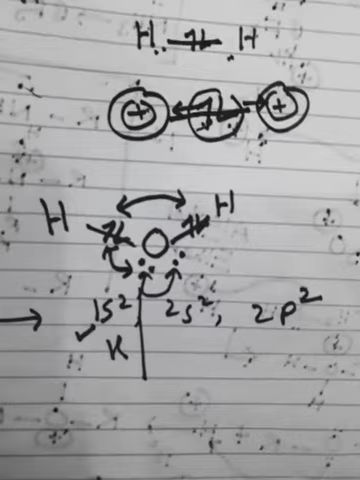 H H
+ +
H O H
1s², 2s², 2p²
K